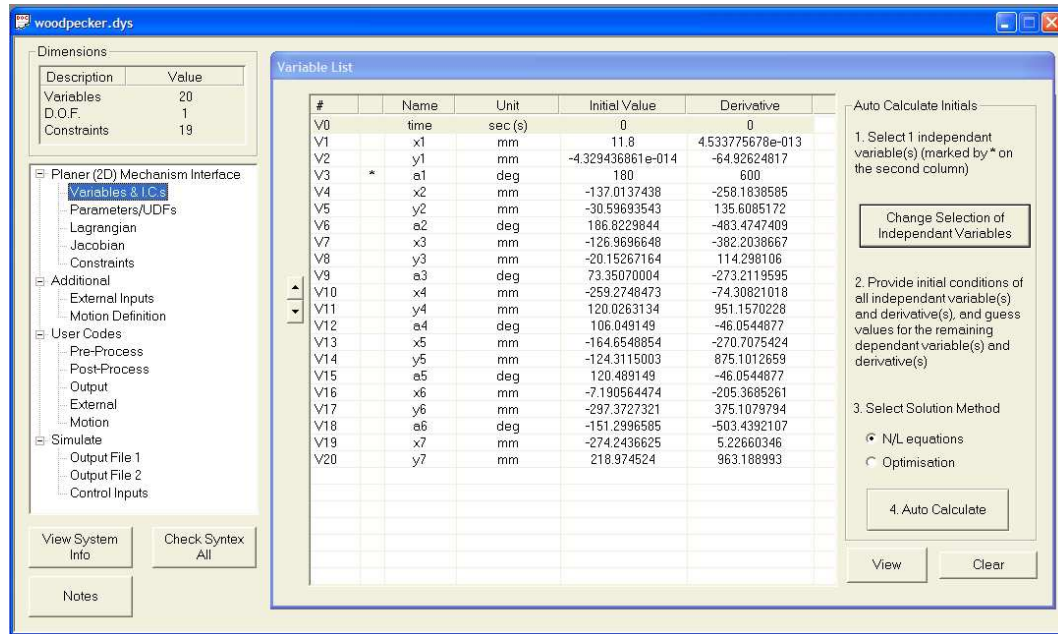 woodpecker.dys
Dimensions
Description Value
Variables 20
D.O.F. 1
Constraints 19
Planer (2D) Mechanism Interface
Variables & I.C.s
Parameters/UDFs
Lagrangian
Jacobian
Constraints
Additional
External Inputs
Motion Definition
User Codes
Pre-Process
Post-Process
Output
External
Motion
Simulate
Output File 1
Output File 2
Control Inputs
View System
Info
Check Syntex
All
Notes
Variable List
# Name Unit Initial Value Derivative
V0 time sec (s) 0 0
V1 x1 mm 11.8 4.533775678e-013
V2 y1 mm -4.329436861e-014 -64.92624817
V3 * a1 deg 180 600
V4 x2 mm -137.0137438 -258.1838585
V5 y2 mm -30.59693543 135.6085172
V6 a2 deg 186.8229844 -483.4747409
V7 x3 mm -126.9696648 -382.2038667
V8 y3 mm -20.15267164 114.298106
V9 a3 deg 73.35070004 -273.2119595
V10 x4 mm -259.2748473 -74.30821018
V11 y4 mm 120.0263134 951.1570228
V12 a4 deg 106.049149 -46.0544877
V13 x5 mm -164.6548854 -270.7075424
V14 y5 mm -124.3115003 875.1012659
V15 a5 deg 120.489149 -46.0544877
V16 x6 mm -7.190564474 -205.3685261
V17 y6 mm -297.3727321 375.1079794
V18 a6 deg -151.2996585 -503.4392107
V19 x7 mm -274.2436625 5.22660346
V20 y7 mm 218.974524 963.188993
Auto Calculate Initials
1. Select 1 independant
variable(s) (marked by * on
the second column)
Change Selection of
Independant Variables
2. Provide initial conditions of
all independant variable(s)
and derivative(s), and guess
values for the remaining
dependant variable(s) and
derivative(s)
3. Select Solution Method
N/L equations
Optimisation
4. Auto Calculate
View
Clear